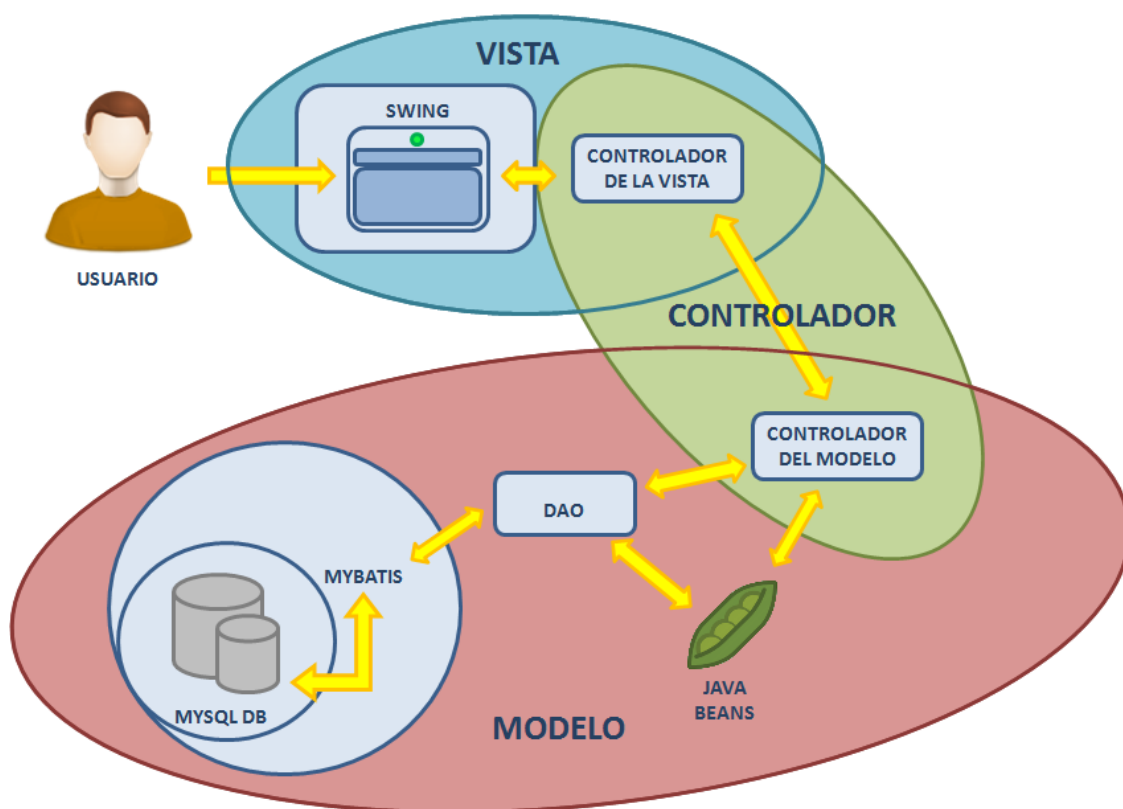 VISTA
SWING
CONTROLADOR
DE LA VISTA
USUARIO
CONTROLADOR
CONTROLADOR
DEL MODELO
DAO
MYBATIS
MYSQL DB
JAVA
BEANS
MODELO